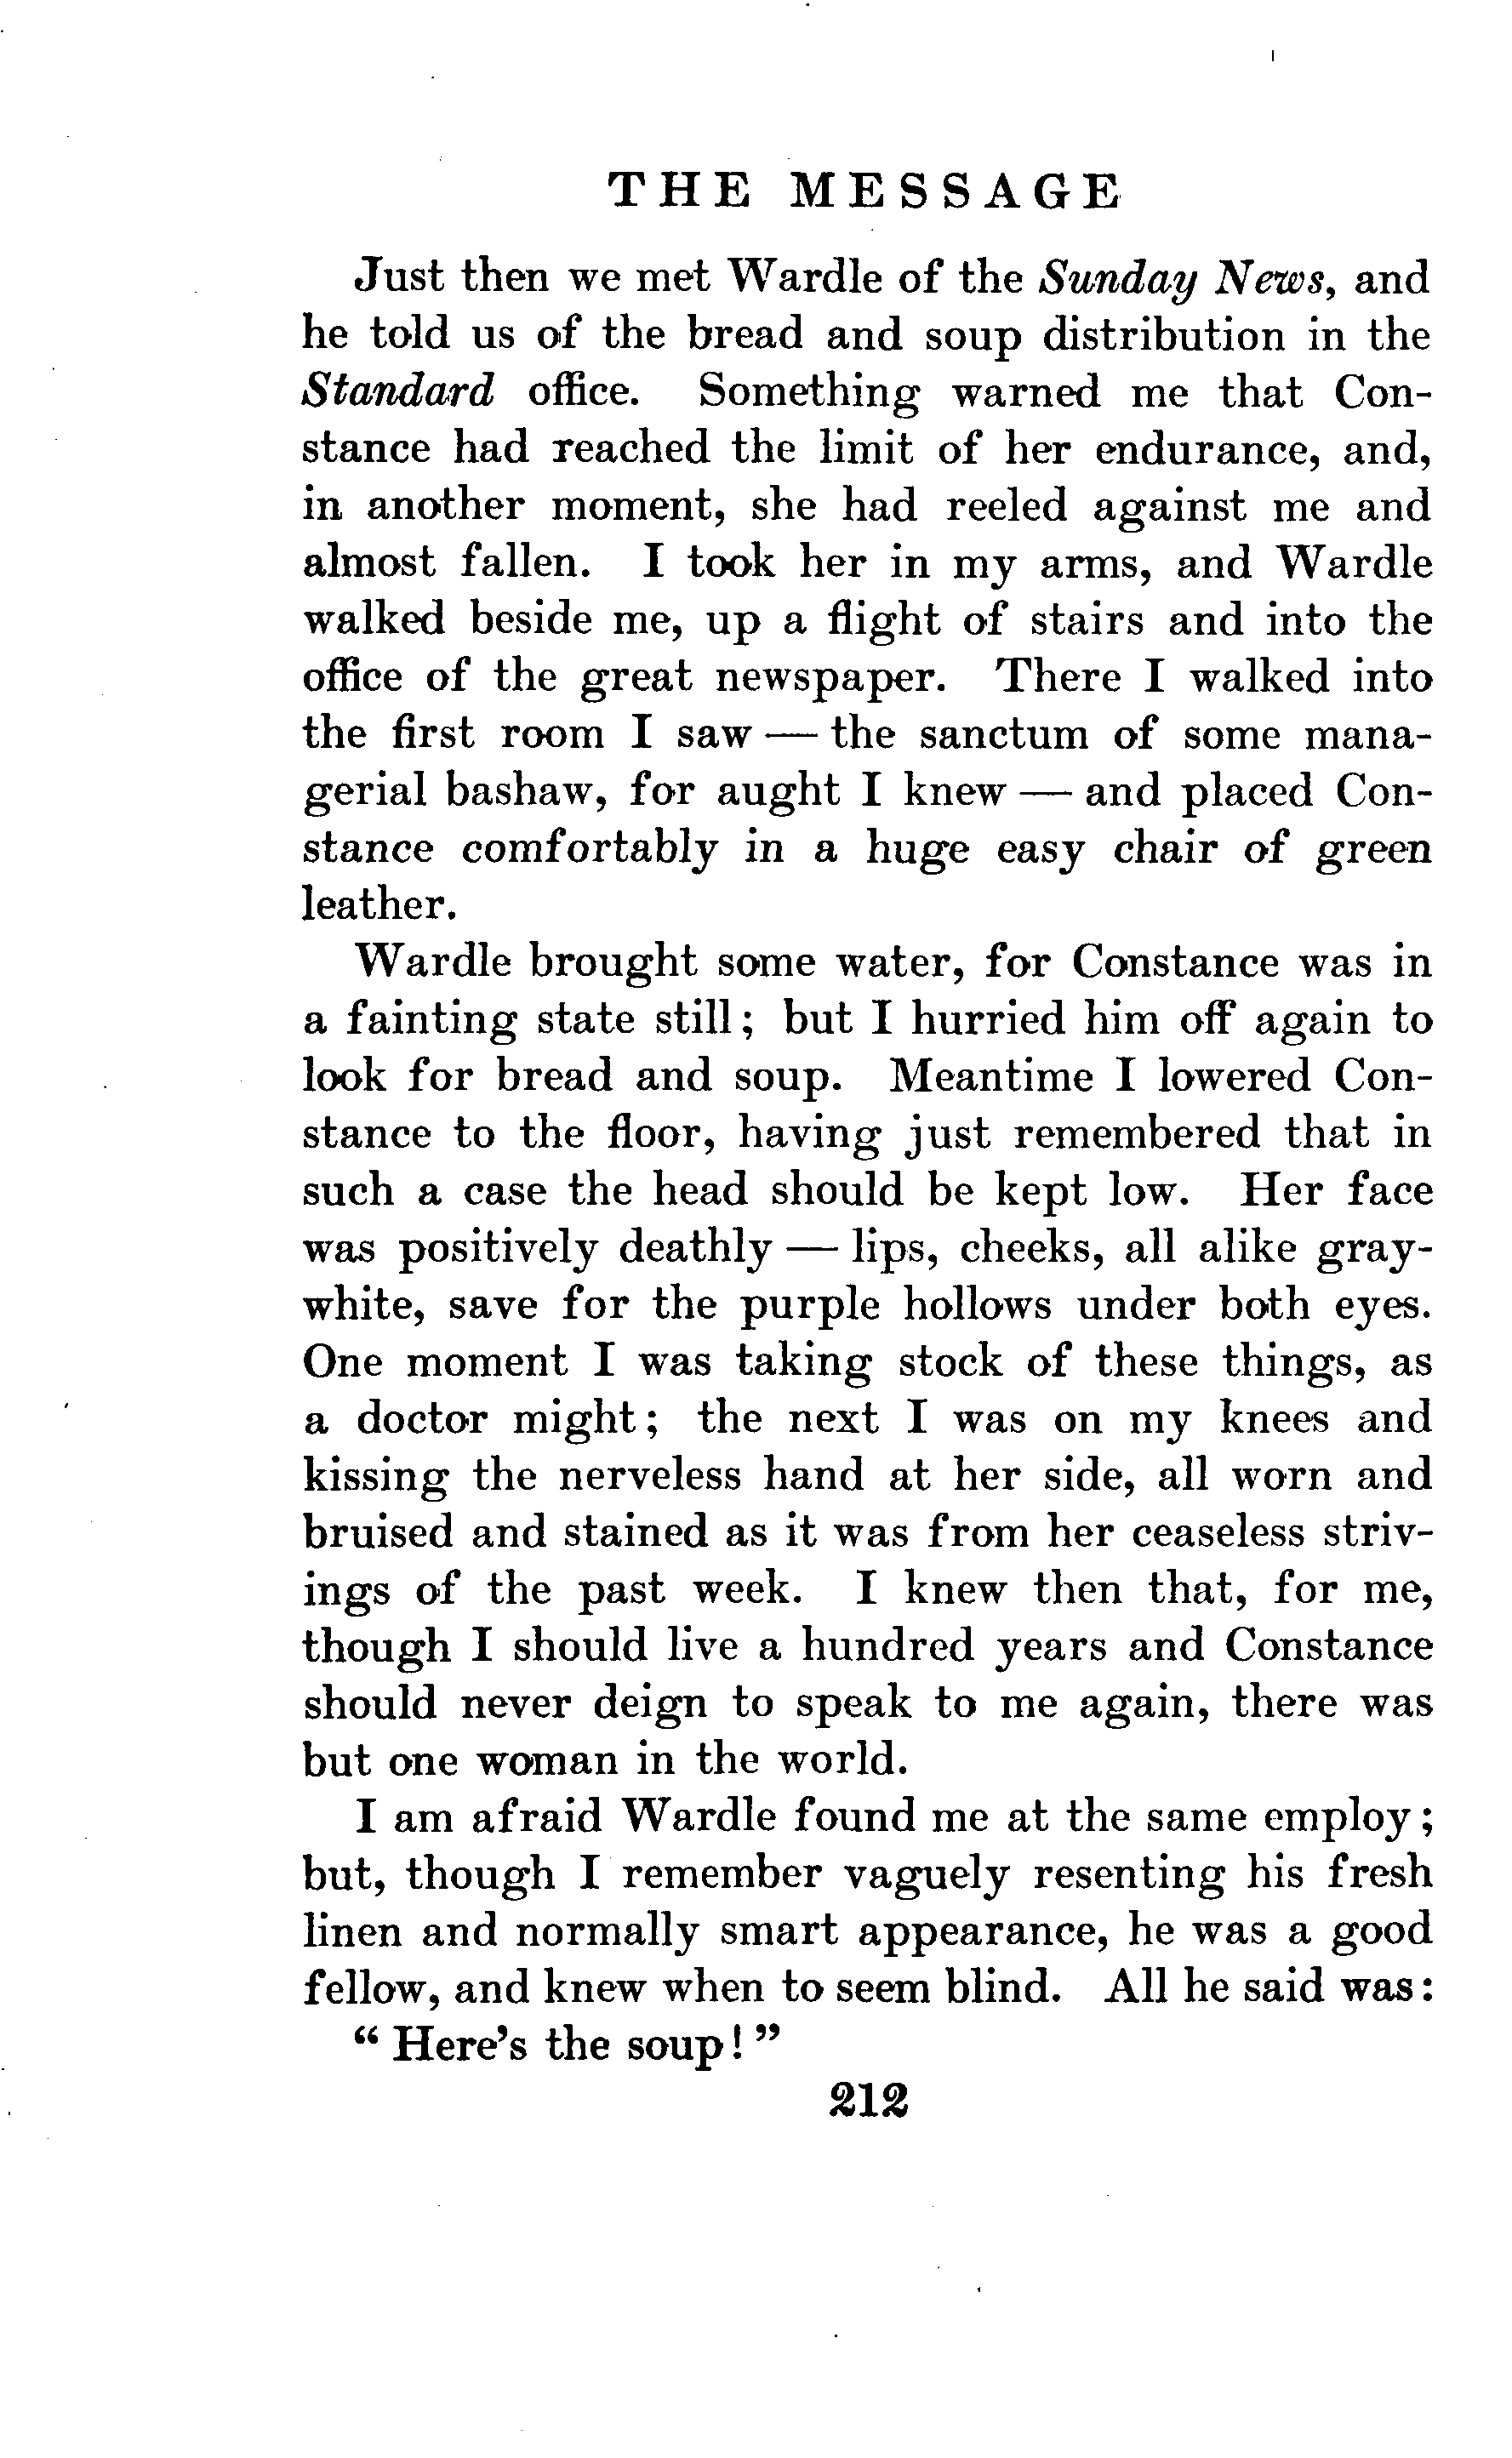 THE MESSAGE
Just then we met Wardle of the Sunday News, and
he told us of the bread and soup distribution in the
Standard office. Something warned me that Con-
stance had reached the limit of her endurance, and,
in another moment, she had reeled against me and
almost fallen. I took her in my arms, and Wardle
walked beside me, up a flight of stairs and into the
office of the great newspaper. There I walked into
the first room I saw — the sanctum of some mana-
gerial bashaw, for aught I knew — and placed Con-
stance comfortably in a huge easy chair of green
leather.
Wardle brought some water, for Constance was in
a fainting state still; but I hurried him off again to
look for bread and soup. Meantime I lowered Con-
stance to the floor, having just remembered that in
such a case the head should be kept low. Her face
was positively deathly — lips, cheeks, all alike gray-
white, save for the purple hollows under both eyes.
One moment I was taking stock of these things, as
a doctor might; the next I was on my knees and
kissing the nerveless hand at her side, all worn and
bruised and stained as it was from her ceaseless striv-
ings of the past week. I knew then that, for me,
though I should live a hundred years and Constance
should never deign to speak to me again, there was
but one woman in the world.
I am afraid Wardle found me at the same employ;
but, though I remember vaguely resenting his fresh
linen and normally smart appearance, he was a good
fellow, and knew when to seem blind. All he said was:
“Here’s the soup!”
212